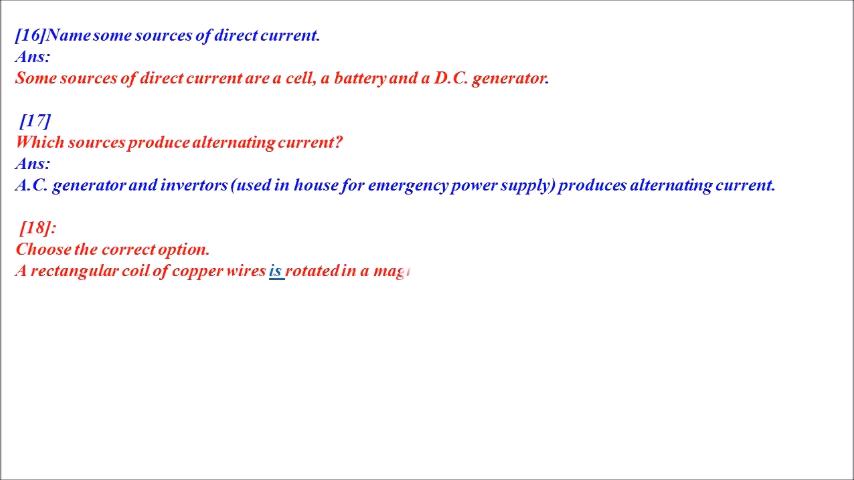 [16]Name some sources of direct current.
Ans:
Some sources of direct current are a cell, a battery and a D.C. generator.
[17]
Which sources produce alternating current?
Ans:
A.C. generator and invertors (used in house for emergency power supply) produces alternating current.
[18]:
Choose the correct option.
A rectangular coil of copper wires is rotated in a